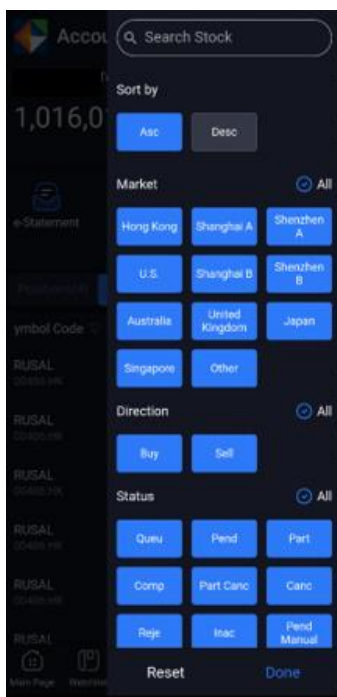 Accou
Search Stock
Sort by
1,016,0
Asc
Desc
Market
All
e-Statement
Hong Kong
Shanghai A
Shenzhen
A
U.S.
Shanghai B
Shenzhen
B
ymbol Code
Australia
United
Kingdom
Japan
RUSAL
Singapore
Other
RUSAL
Direction
All
Buy
Sell
RUSAL
Status
All
RUSAL
Queu
Pend
Part
RUSAL
Comp
Part Canc
Canc
RUSAL
Reje
Inac
Pend
Manual
Main Page
Reset
Done